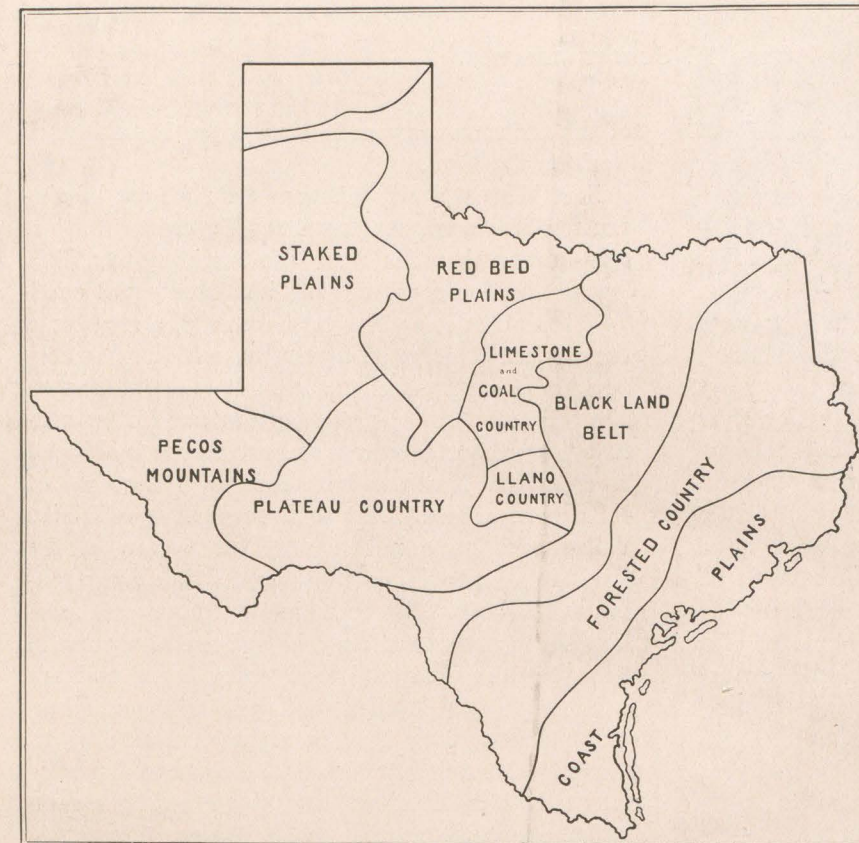 STAKED
PLAINS
RED BED
PLAINS
LIMESTONE
and
COAL
COUNTRY
BLACK LAND
BELT
PECOS
MOUNTAINS
PLATEAU COUNTRY
LLANO
COUNTRY
FORESTED COUNTRY
COAST PLAINS